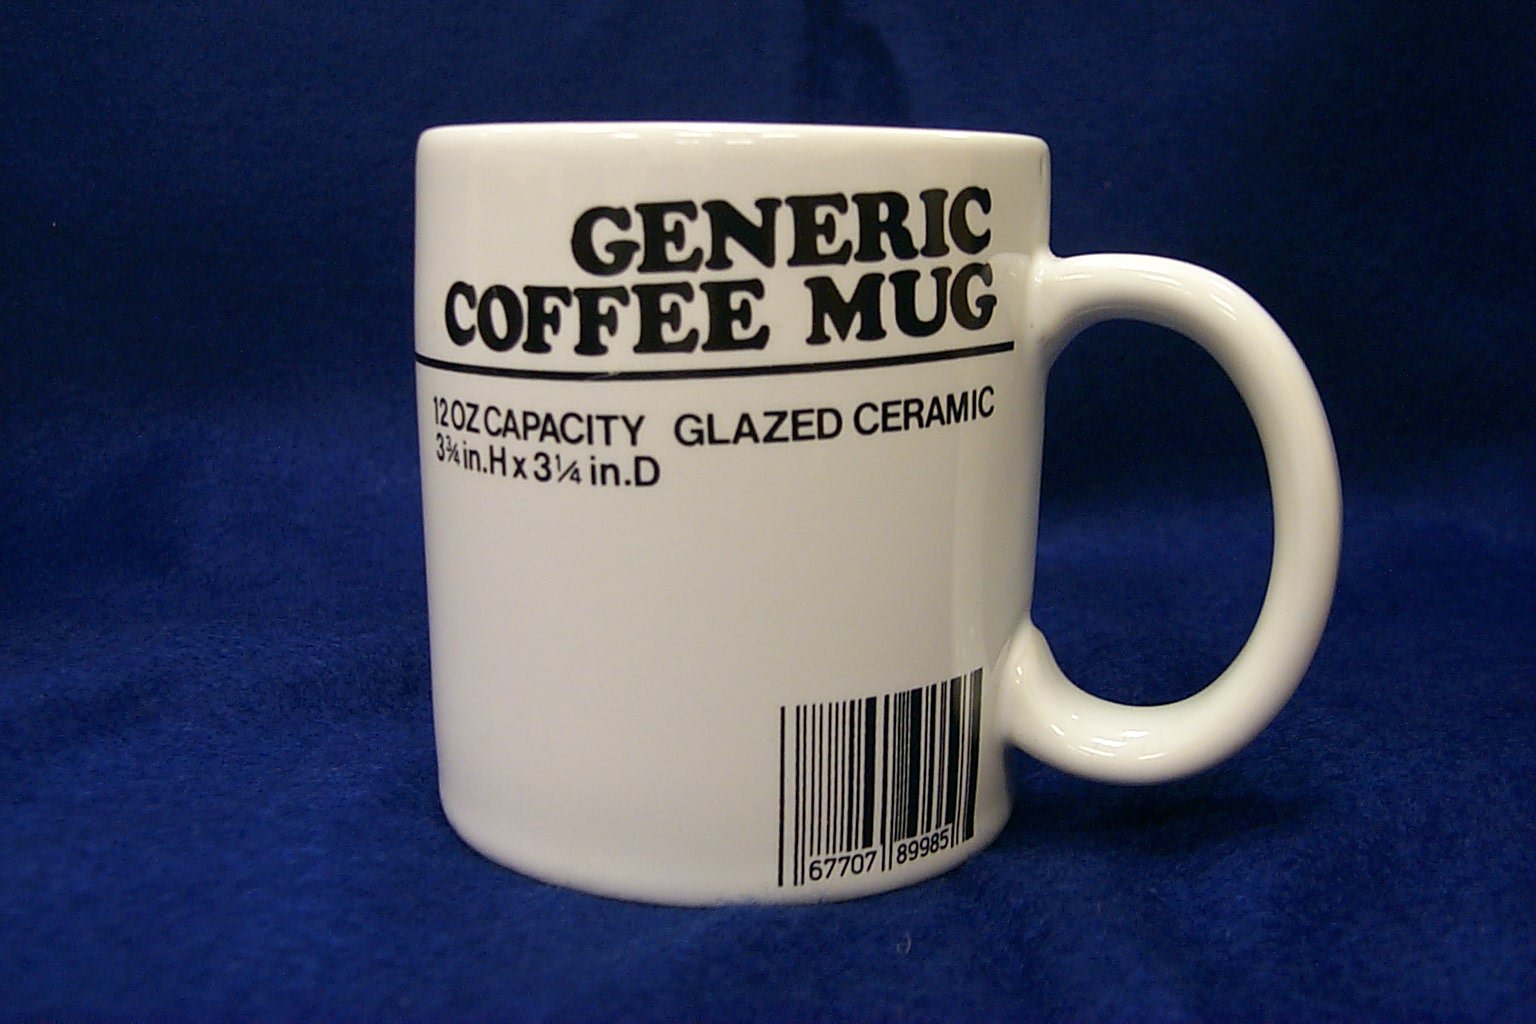 GENERIC
COFFEE MUG
12 OZ CAPACITY GLAZED CERAMIC
3¾ in.H x 3¼ in.D
67707 89985